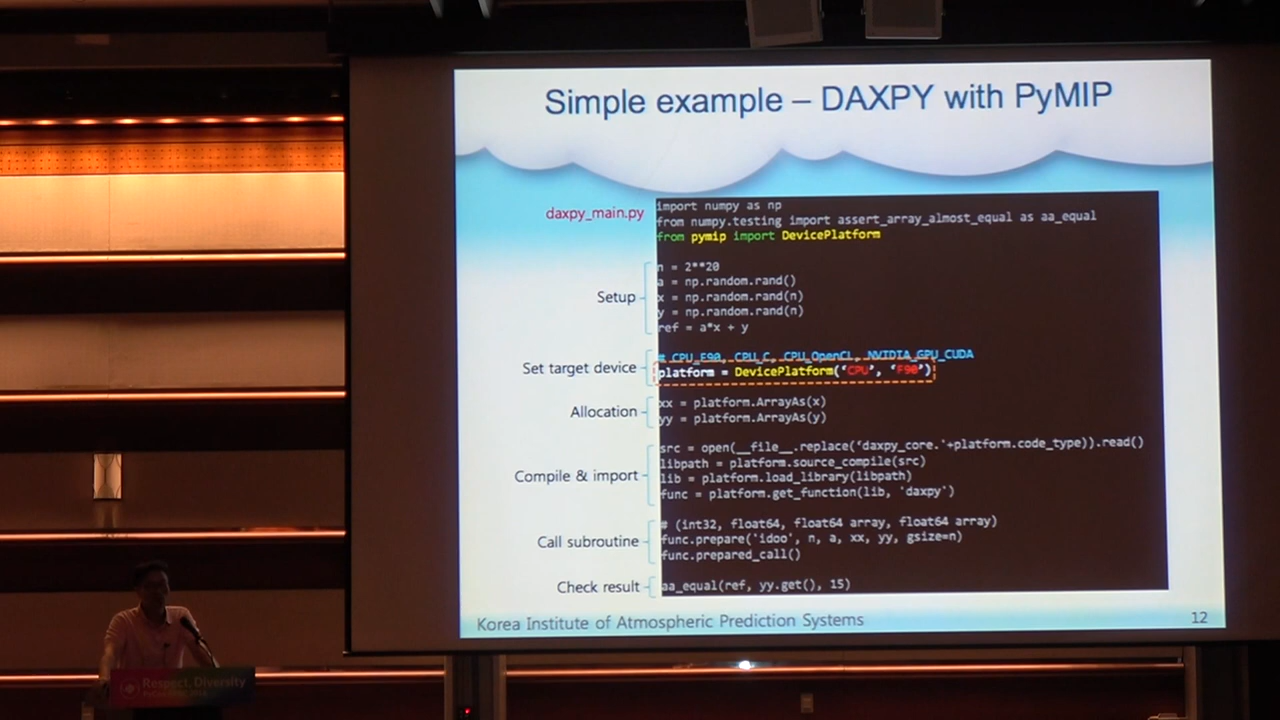 Simple example – DAXPY with PyMIP
daxpy_main.py
import numpy as np
from numpy.testing import assert_array_almost_equal as aa_equal
from pymip import DevicePlatform
Setup
n = 2**20
a = np.random.rand()
x = np.random.rand(n)
y = np.random.rand(n)
ref = a*x + y
Set target device
# CPU_F90, CPU_C, CPU_OpenCL, NVIDIA_GPU_CUDA
platform = DevicePlatform(‘CPU’, ‘F90’)
Allocation
xx = platform.ArrayAs(x)
yy = platform.ArrayAs(y)
Compile & import
src = open(__file__.replace(‘daxpy_core.'+platform.code_type)).read()
libpath = platform.source_compile(src)
lib = platform.load_library(libpath)
func = platform.get_function(lib, 'daxpy')
Call subroutine
# (int32, float64, float64 array, float64 array)
func.prepare('idoo', n, a, xx, yy, gsize=n)
func.prepared_call()
Check result
aa_equal(ref, yy.get(), 15)
Korea Institute of Atmospheric Prediction Systems
12
Respect, Diversity